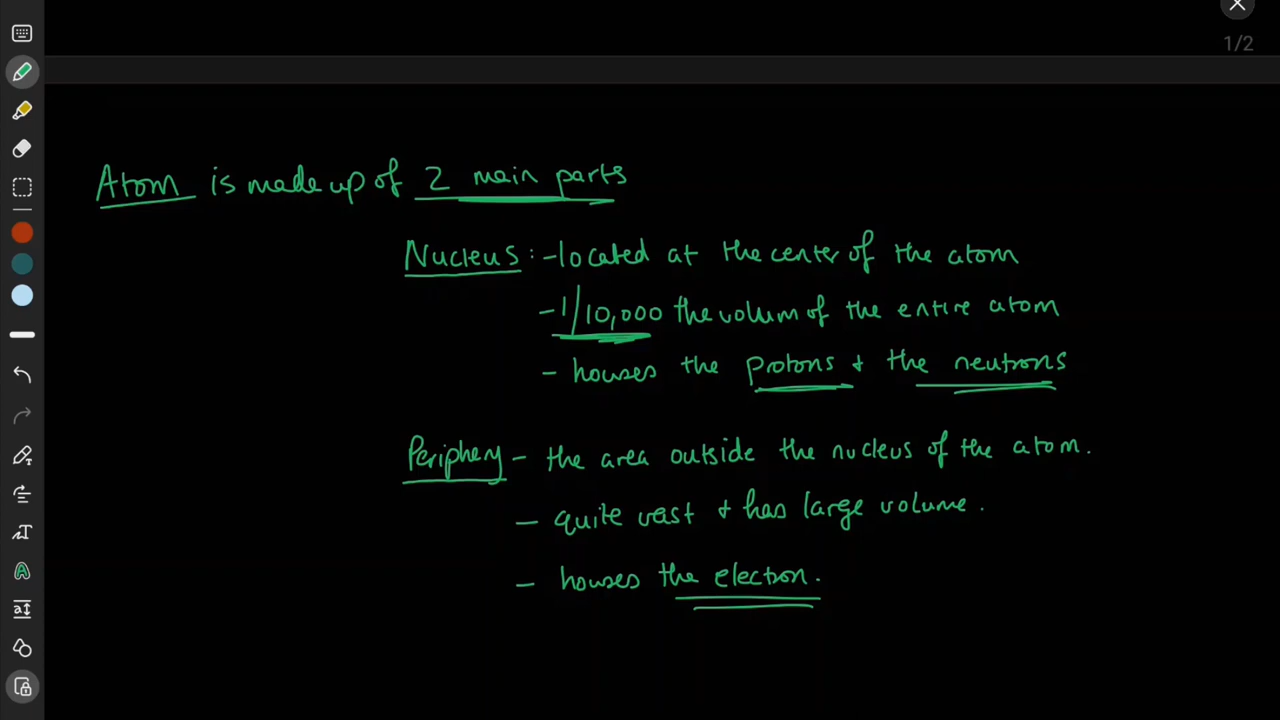 1/2
Atom is made up of 2 main parts
Nucleus : - located at the center of the atom
- 1/10,000 the volum of the entire atom
- houses the protons & the neutrons
Periphery - the area outside the nucleus of the atom.
- quite vast & has large volume.
- houses the electron.